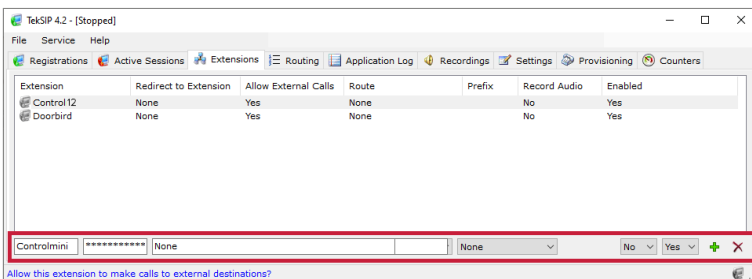 TekSIP 4.2 - [Stopped]
File Service Help
Registrations Active Sessions Extensions Routing Application Log Recordings Settings Provisioning Counters
Extension Redirect to Extension Allow External Calls Route Prefix Record Audio Enabled
Control12 None Yes None No Yes
Doorbird None Yes None No Yes
Controlmini *********** None None No Yes
Allow this extension to make calls to external destinations?